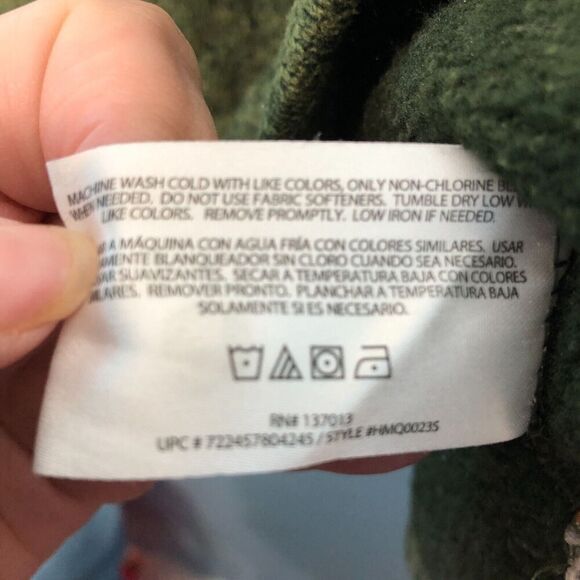 MACHINE WASH COLD WITH LIKE COLORS, ONLY NON-CHLORINE
WHEN NEEDED. DO NOT USE FABRIC SOFTENERS. TUMBLE DRY LOW
LIKE COLORS. REMOVE PROMPTLY. LOW IRON IF NEEDED.
A MÁQUINA CON AGUA FRÍA CON COLORES SIMILARES. USAR
BLANQUEADOR SIN CLORO CUANDO SEA NECESARIO.
SUAVIZANTES. SECAR A TEMPERATURA BAJA CON COLORES
REMOVER PRONTO. PLANCHAR A TEMPERATURA BAJA
SOLAMENTE SI ES NECESARIO.
RN# 137013
UPC # 722457804245 / STYLE #HMQ0023S